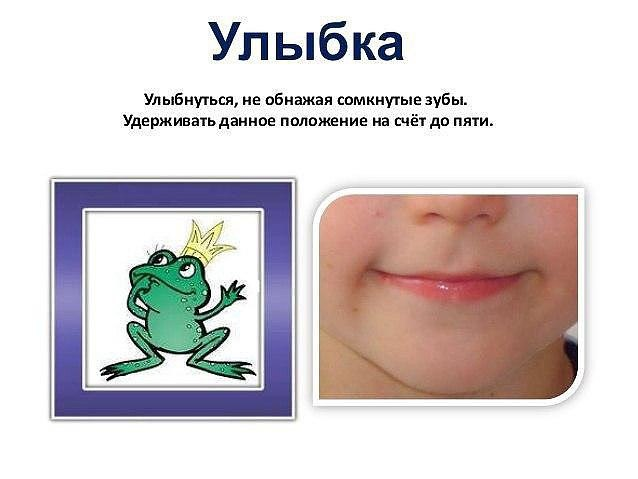 Улыбка
Улыбнуться, не обнажая сомкнутые зубы.
Удерживать данное положение на счёт до пяти.